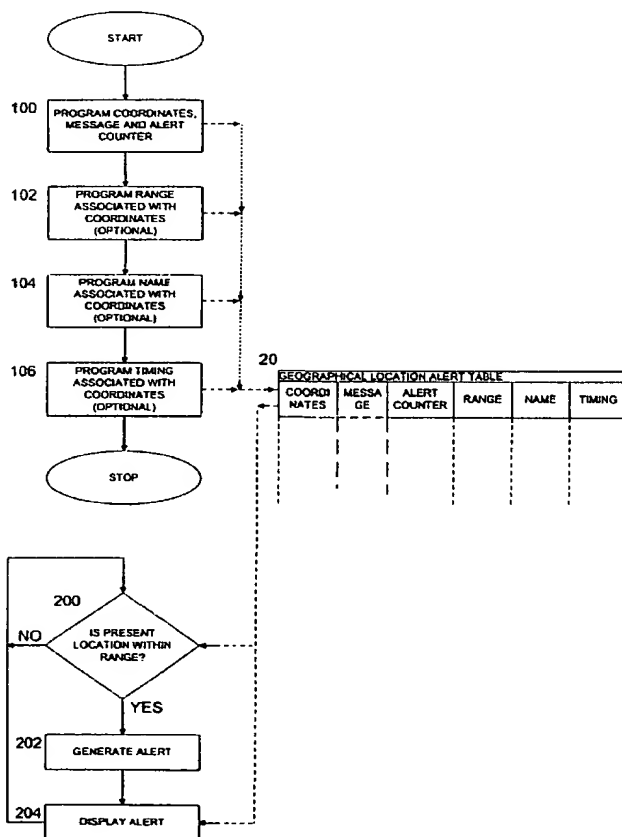 START
100
PROGRAM COORDINATES,
MESSAGE AND ALERT
COUNTER
102
PROGRAM RANGE
ASSOCIATED WITH
COORDINATES
(OPTIONAL)
104
PROGRAM NAME
ASSOCIATED WITH
COORDINATES
(OPTIONAL)
106
PROGRAM TIMING
ASSOCIATED WITH
COORDINATES
(OPTIONAL)
STOP
20
GEOGRAPHICAL LOCATION ALERT TABLE
COORDI
NATES
MESSA
GE
ALERT
COUNTER
RANGE
NAME
TIMING
200
IS PRESENT
LOCATION WITHIN
RANGE?
NO
YES
202
GENERATE ALERT
204
DISPLAY ALERT